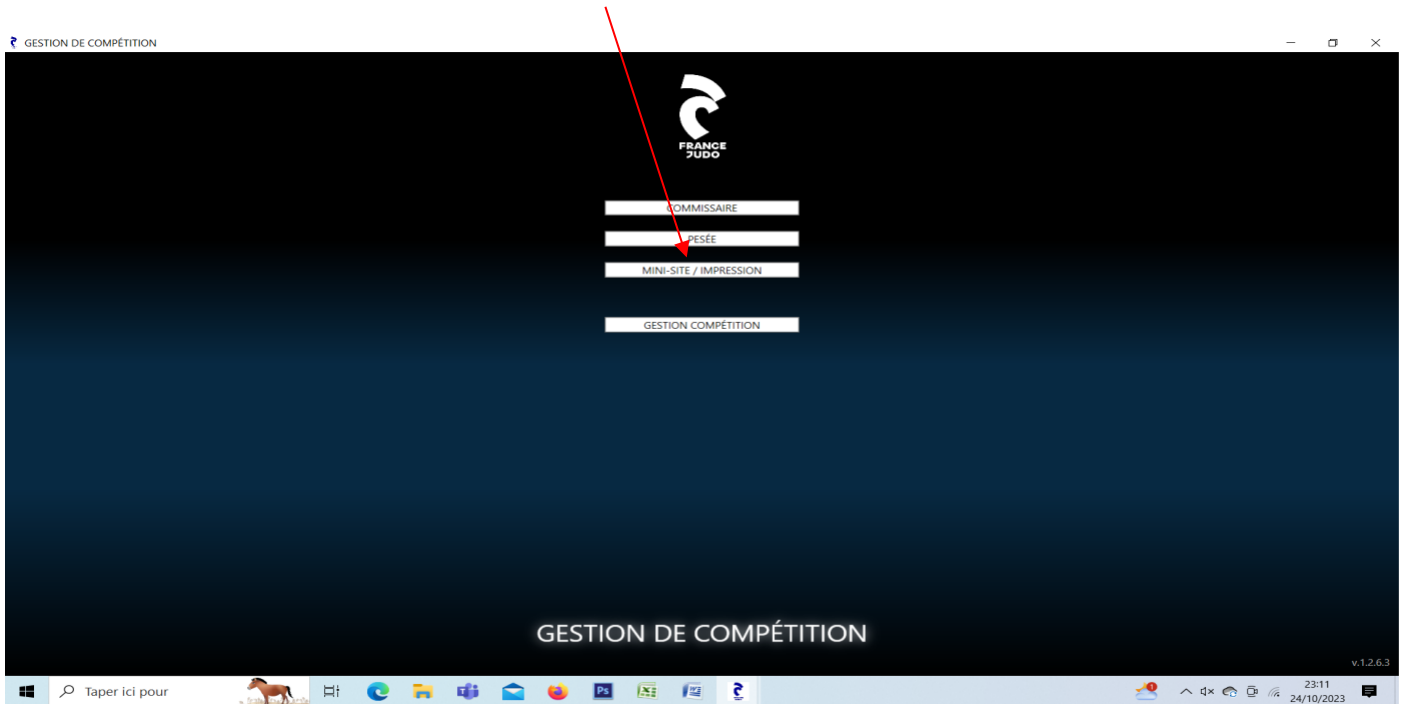 GESTION DE COMPÉTITION
FRANCE
JUDO
COMMISSAIRE
PESÉE
MINI-SITE / IMPRESSION
GESTION COMPÉTITION
GESTION DE COMPÉTITION
v.1.2.6.3
Taper ici pour
Ps
23:11
24/10/2023